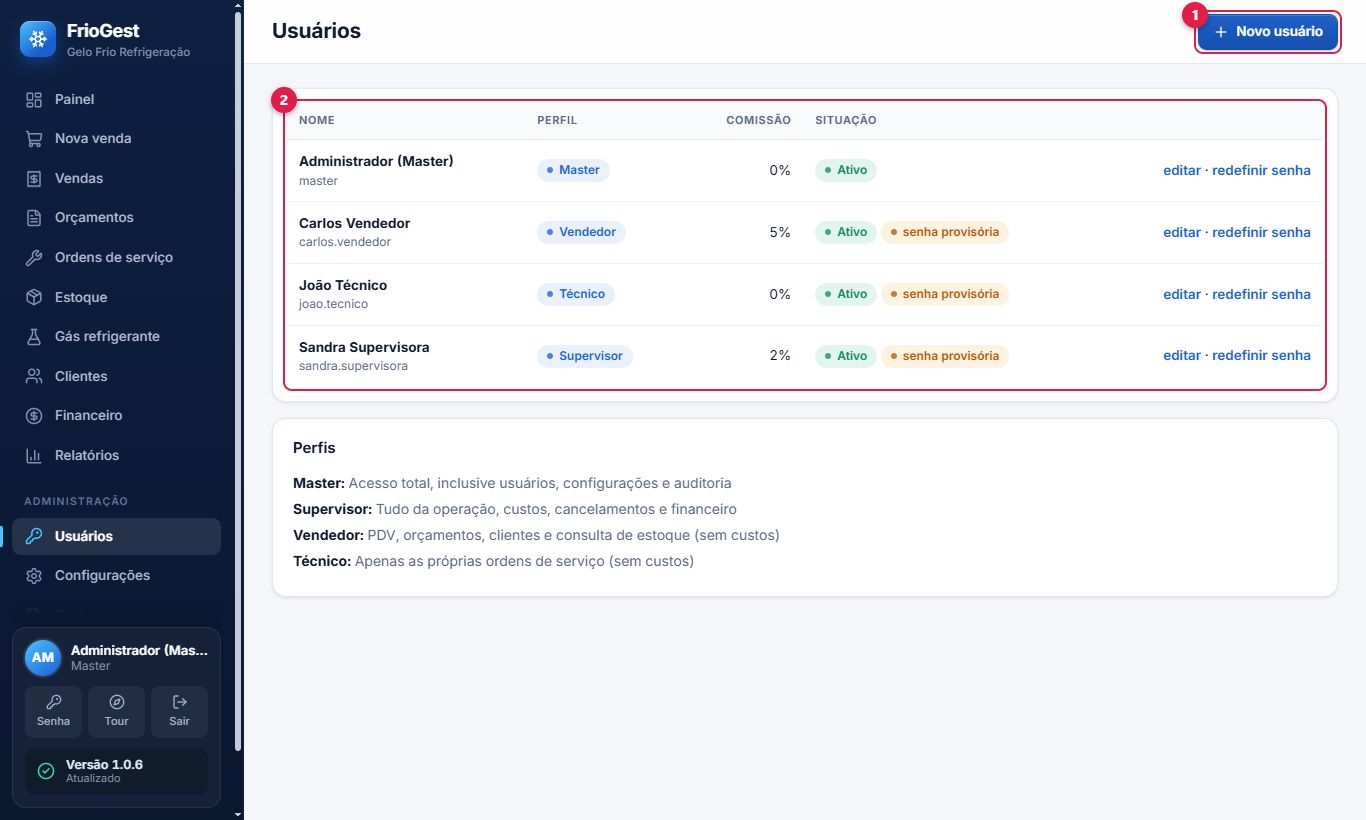 FrioGest
Gelo Frio Refrigeração
Painel
Nova venda
Vendas
Orçamentos
Ordens de serviço
Estoque
Gás refrigerante
Clientes
Financeiro
Relatórios
ADMINISTRAÇÃO
Usuários
Configurações
AM
Administrador (Mas...
Master
Senha
Tour
Sair
Versão 1.0.6
Atualizado
Usuários
1
+ Novo usuário
2
NOME PERFIL COMISSÃO SITUAÇÃO
Administrador (Master)
master
Master 0% Ativo editar · redefinir senha
Carlos Vendedor
carlos.vendedor
Vendedor 5% Ativo senha provisória editar · redefinir senha
João Técnico
joao.tecnico
Técnico 0% Ativo senha provisória editar · redefinir senha
Sandra Supervisora
sandra.supervisora
Supervisor 2% Ativo senha provisória editar · redefinir senha
Perfis
Master: Acesso total, inclusive usuários, configurações e auditoria
Supervisor: Tudo da operação, custos, cancelamentos e financeiro
Vendedor: PDV, orçamentos, clientes e consulta de estoque (sem custos)
Técnico: Apenas as próprias ordens de serviço (sem custos)